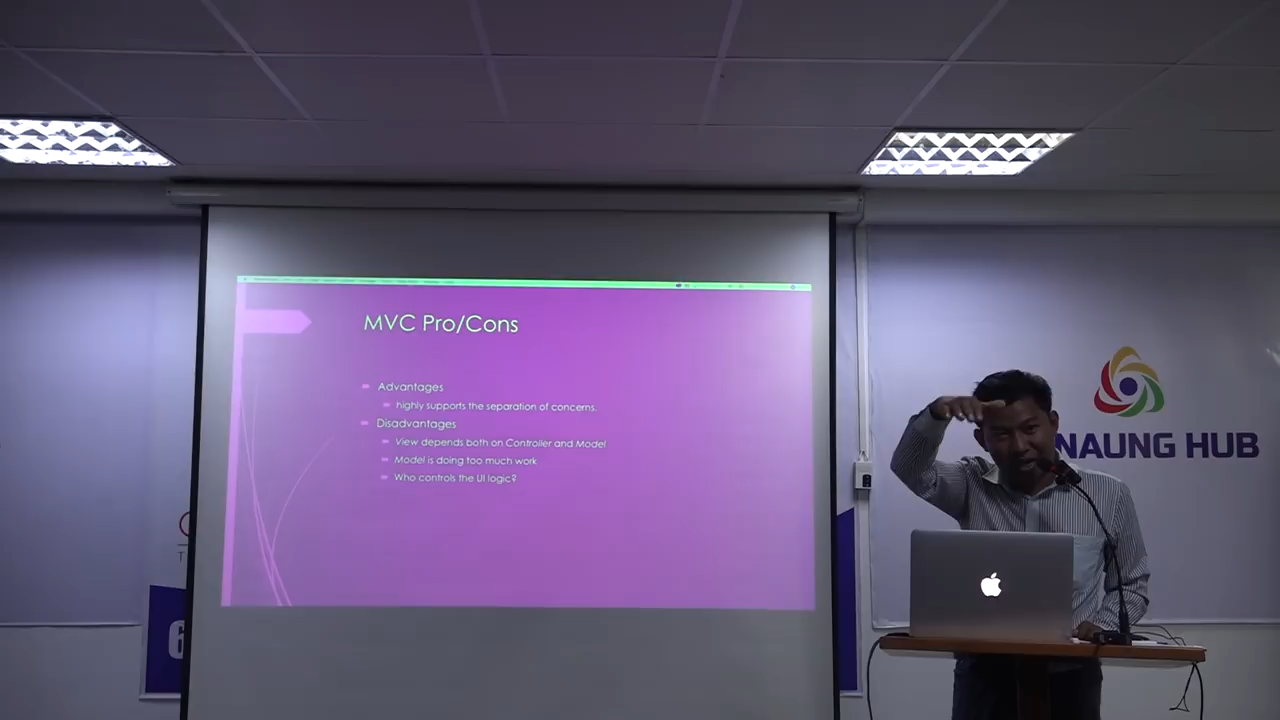 MVC Pro/Cons
Advantages
highly supports the separation of concerns.
Disadvantages
View depends both on Controller and Model
Model is doing too much work
Who controls the UI logic?
NAUNG HUB
T
6